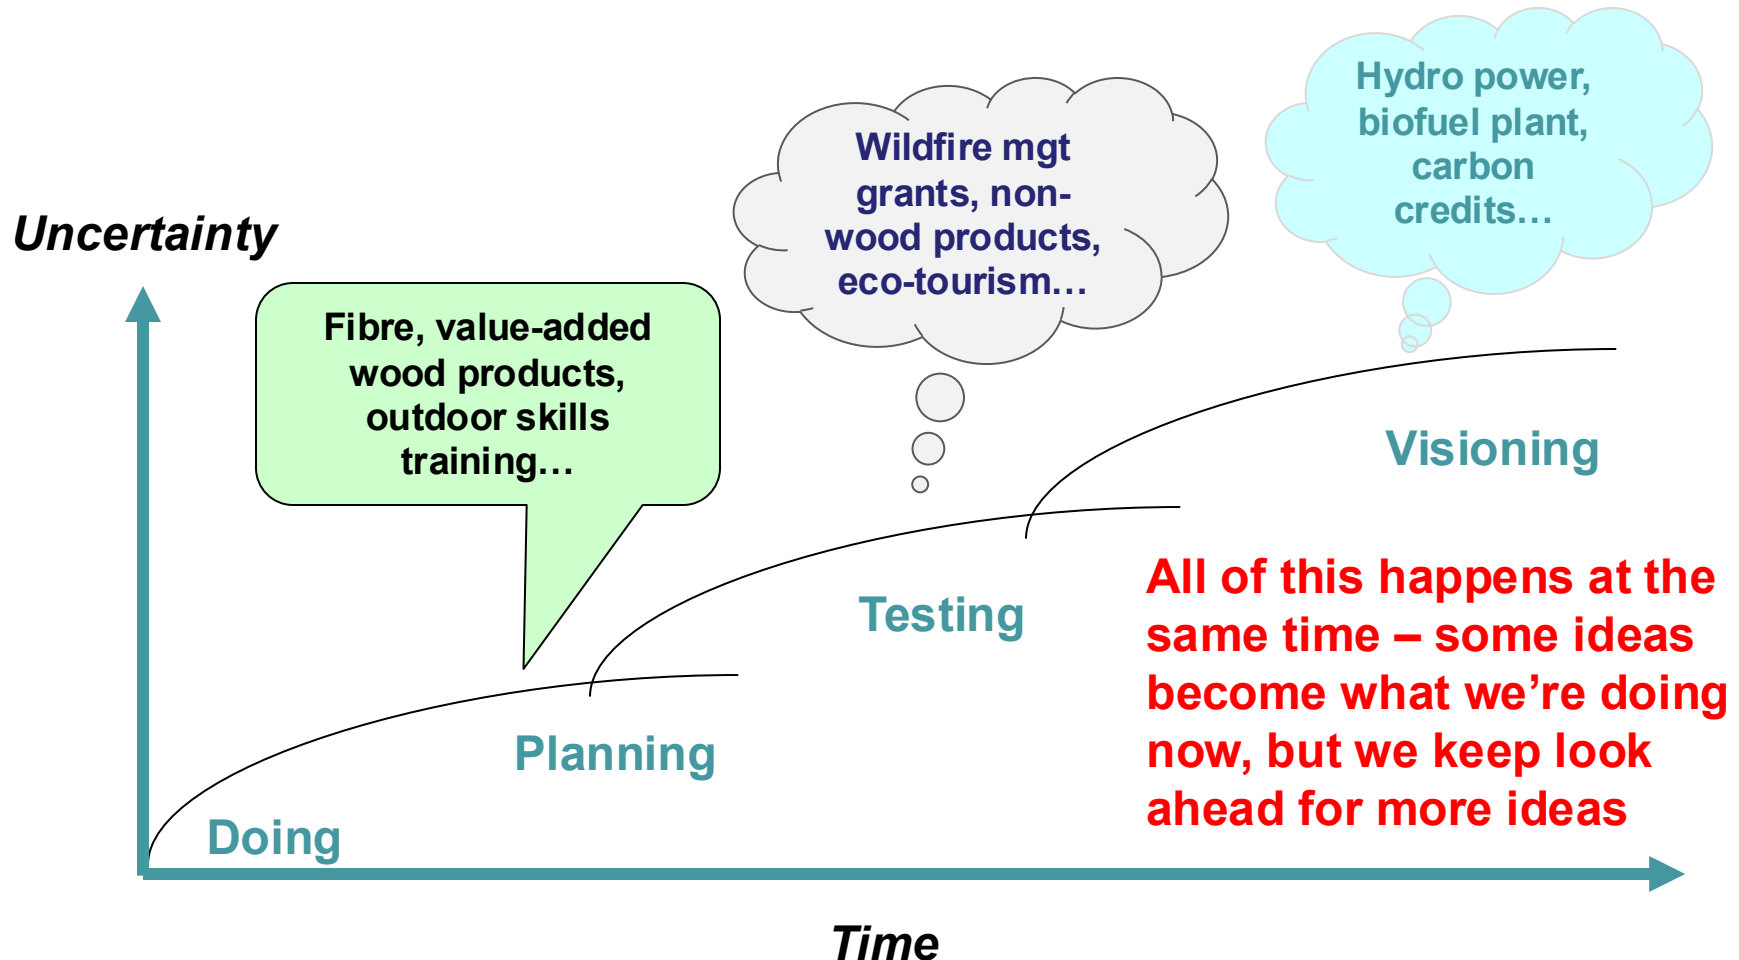 Hydro power,
biofuel plant,
carbon
credits…
Wildfire mgt
grants, non-
wood products,
eco-tourism…
Uncertainty
Fibre, value-added
wood products,
outdoor skills
training…
Visioning
All of this happens at the
same time – some ideas
become what we’re doing
now, but we keep look
ahead for more ideas
Testing
Planning
Doing
Time